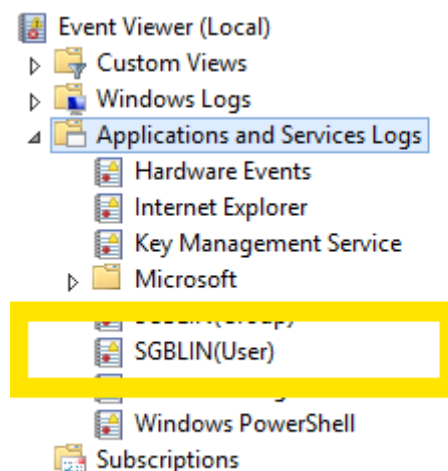 Event Viewer (Local)
Custom Views
Windows Logs
Applications and Services Logs
Hardware Events
Internet Explorer
Key Management Service
Microsoft
SGBLIN(User)
Windows PowerShell
Subscriptions